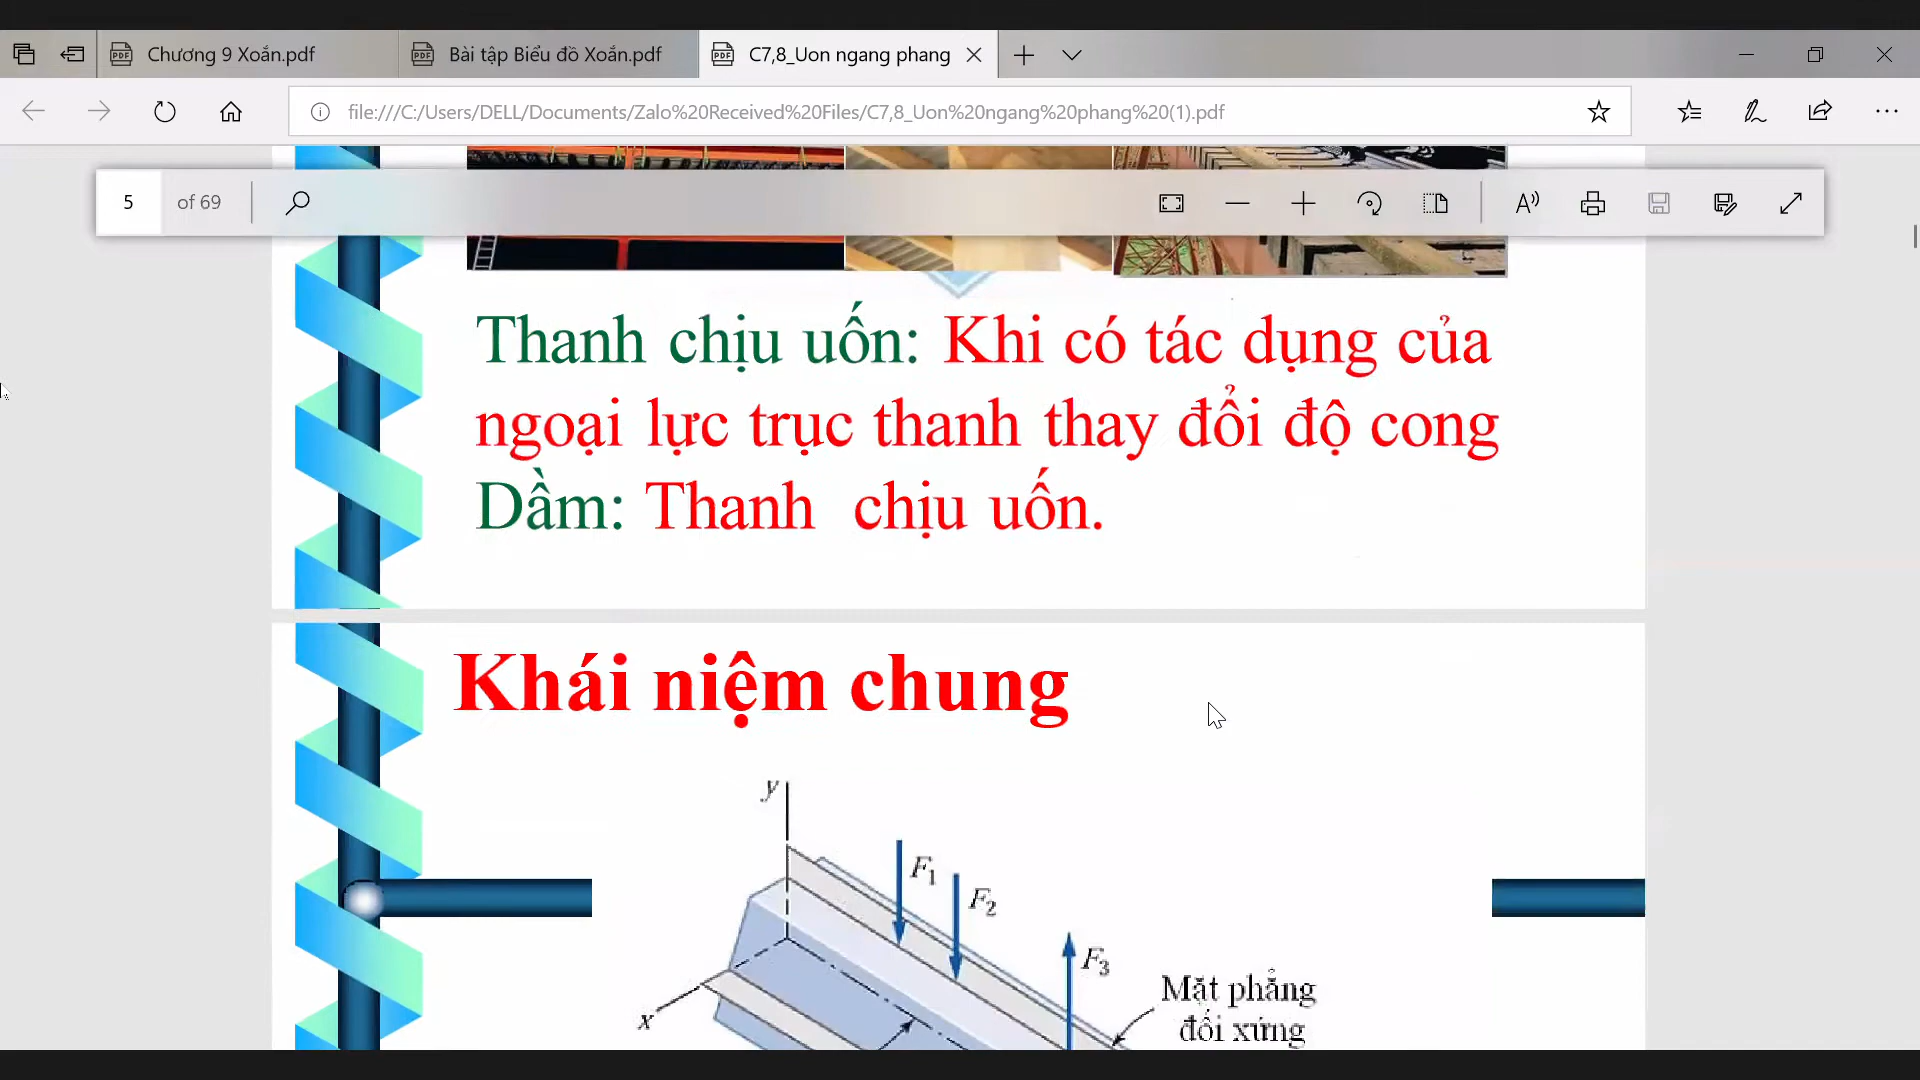 Chương 9 Xoắn.pdf
Bài tập Biểu đồ Xoắn.pdf
C7,8_Uon ngang phang
file:///C:/Users/DELL/Documents/Zalo%20Received%20Files/C7,8_Uon%20ngang%20phang%20(1).pdf
5 of 69
Thanh chịu uốn: Khi có tác dụng của
ngoại lực trục thanh thay đổi độ cong
Dầm: Thanh chịu uốn.
Khái niệm chung
y
F1
F2
F3
Mặt phẳng
đối xứng
x